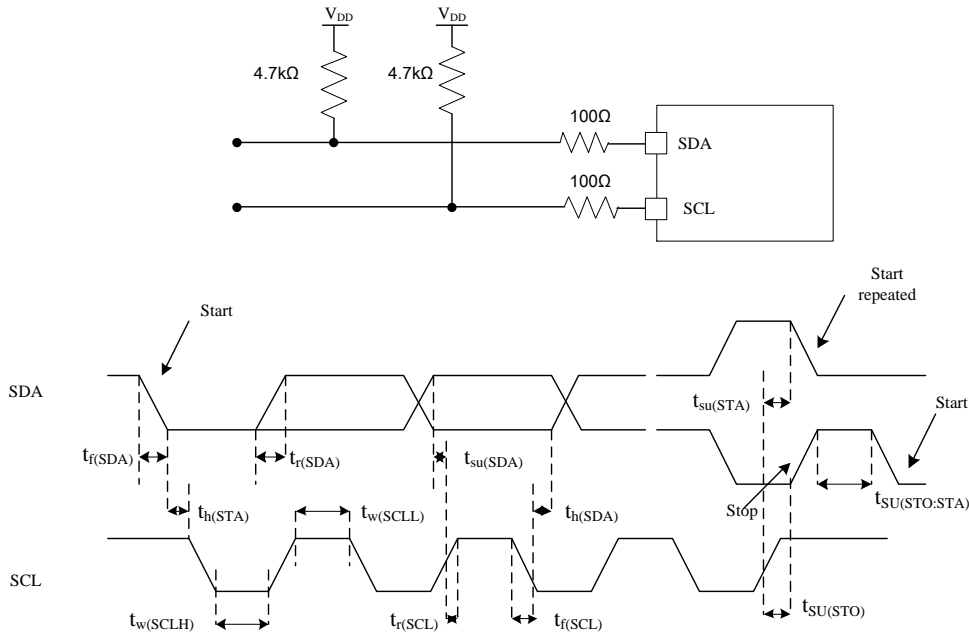 VDD VDD
4.7kΩ 4.7kΩ
100Ω
SDA
100Ω
SCL
Start
repeated
Start
SDA
tsu(STA)
Start
tf(SDA) tr(SDA) tsu(SDA)
Stop
tSU(STO:STA)
th(STA) tw(SCLL) th(SDA)
SCL
tw(SCLH) tr(SCL) tf(SCL) tSU(STO)